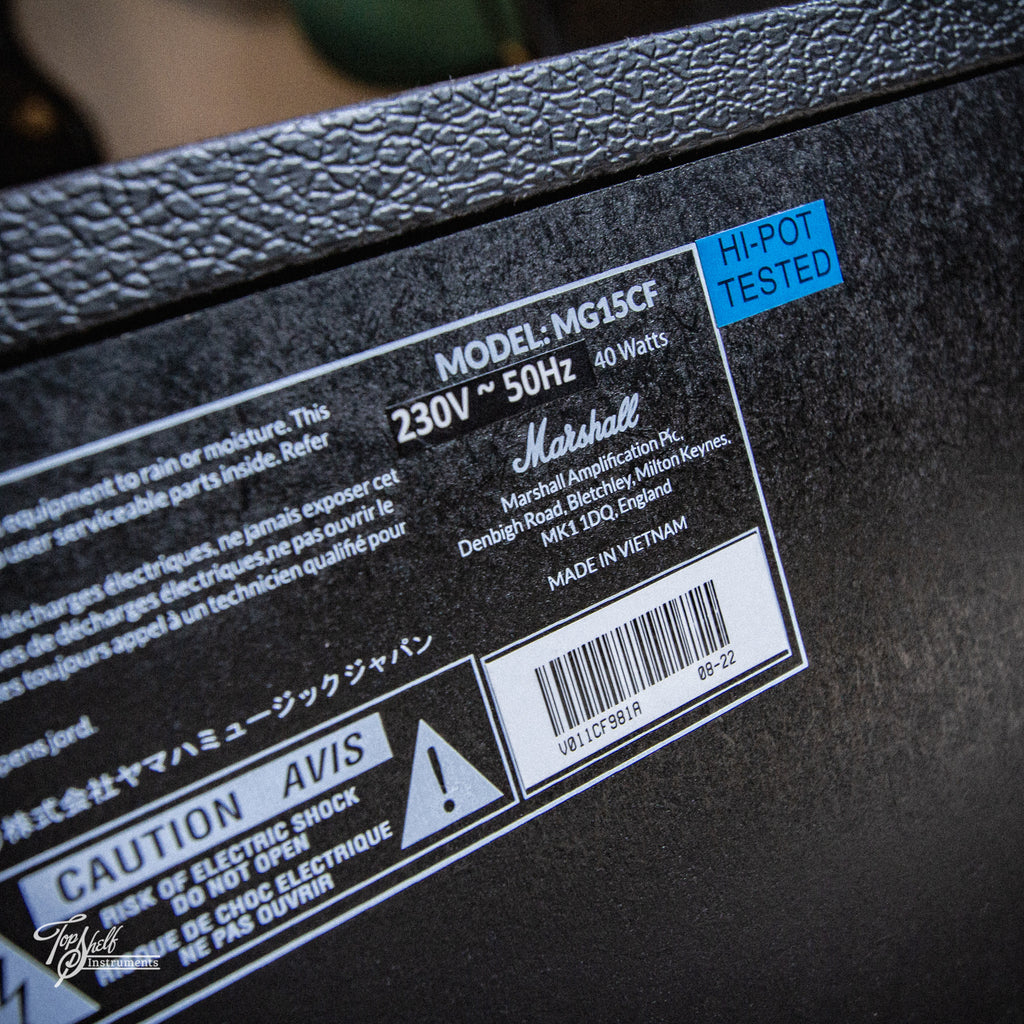 HI-POT
TESTED
MODEL: MG15CF
230V ~ 50Hz 40 Watts
Marshall
Marshall Amplification Plc,
Denbigh Road, Bletchley, Milton Keynes,
MK1 1DQ, England
MADE IN VIETNAM
equipment to rain or moisture. This
user serviceable parts inside. Refer
décharges électriques, ne jamais exposer cet
de décharges électriques,ne pas ouvrir le
toujours appel à un technicien qualifié pour
jord.
株式会社ヤマハミュージックジャパン
V011CF981A 08-22
CAUTION AVIS
RISK OF ELECTRIC SHOCK
DO NOT OPEN
DE CHOC ELECTRIQUE
NE PAS OUVRIR
Top Shelf
Instruments